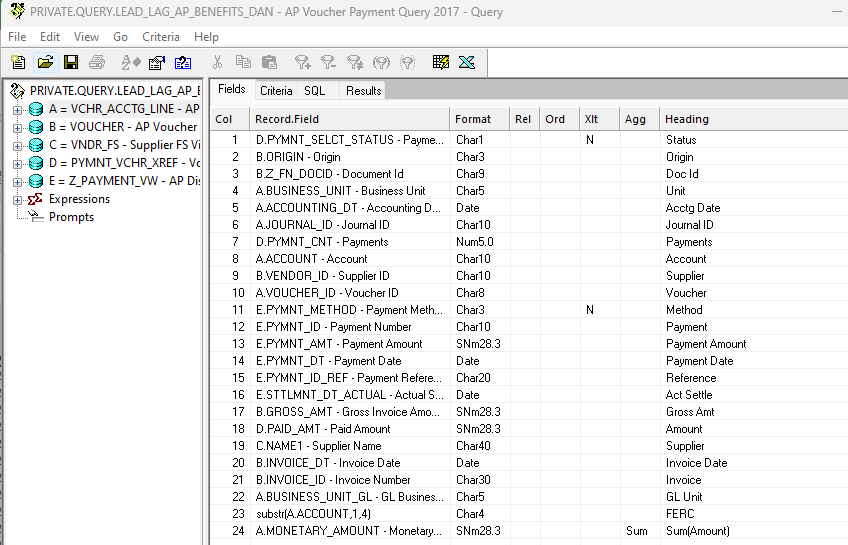 PRIVATE.QUERY.LEAD_LAG_AP_BENEFITS_DAN - AP Voucher Payment Query 2017 - Query
File Edit View Go Criteria Help
PRIVATE.QUERY.LEAD_LAG_AP_E
A = VCHR_ACCTG_LINE - AP
B = VOUCHER - AP Voucher
C = VNDR_FS - Supplier FS Vi
D = PYMNT_VCHR_XREF - Vc
E = Z_PAYMENT_VW - AP Dis
Expressions
Prompts
Fields Criteria SQL Results
Col Record.Field Format Rel Ord Xlt Agg Heading
1 D.PYMNT_SELCT_STATUS - Payme... Char1 N Status
2 B.ORIGIN - Origin Char3 Origin
3 B.Z_FN_DOCID - Document Id Char9 Doc Id
4 A.BUSINESS_UNIT - Business Unit Char5 Unit
5 A.ACCOUNTING_DT - Accounting D... Date Acctg Date
6 A.JOURNAL_ID - Journal ID Char10 Journal ID
7 D.PYMNT_CNT - Payments Num5.0 Payments
8 A.ACCOUNT - Account Char10 Account
9 B.VENDOR_ID - Supplier ID Char10 Supplier
10 A.VOUCHER_ID - Voucher ID Char8 Voucher
11 E.PYMNT_METHOD - Payment Meth... Char3 N Method
12 E.PYMNT_ID - Payment Number Char10 Payment
13 E.PYMNT_AMT - Payment Amount SNm28.3 Payment Amount
14 E.PYMNT_DT - Payment Date Date Payment Date
15 E.PYMNT_ID_REF - Payment Refere... Char20 Reference
16 E.STTLMNT_DT_ACTUAL - Actual S... Date Act Settle
17 B.GROSS_AMT - Gross Invoice Amo... SNm28.3 Gross Amt
18 D.PAID_AMT - Paid Amount SNm28.3 Amount
19 C.NAME1 - Supplier Name Char40 Supplier
20 B.INVOICE_DT - Invoice Date Date Invoice Date
21 B.INVOICE_ID - Invoice Number Char30 Invoice
22 A.BUSINESS_UNIT_GL - GL Busines... Char5 GL Unit
23 substr(A.ACCOUNT,1,4) Char4 FERC
24 A.MONETARY_AMOUNT - Monetary... SNm28.3 Sum Sum(Amount)